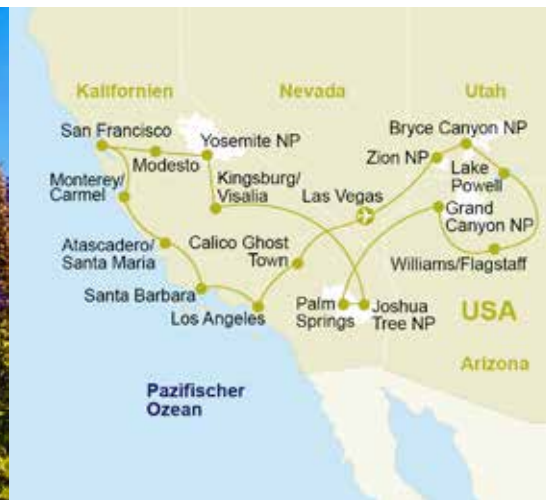 Kalifornien
Nevada
Utah
San Francisco
Modesto
Yosemite NP
Bryce Canyon NP
Zion NP
Lake
Powell
Monterey/
Carmel
Kingsburg/
Visalia
Las Vegas
Grand
Canyon NP
Atascadero/
Santa Maria
Calico Ghost
Town
Williams/Flagstaff
Santa Barbara
Los Angeles
Palm
Springs
Joshua
Tree NP
USA
Arizona
Pazifischer
Ozean